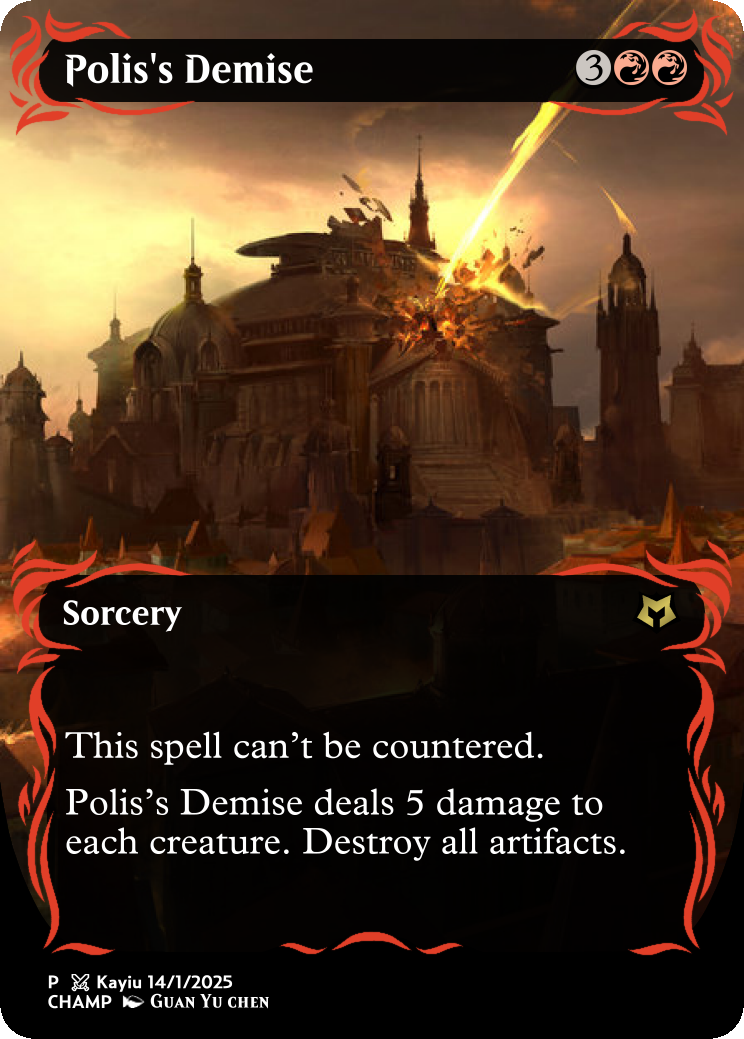 Polis's Demise 3
Sorcery
This spell can’t be countered.
Polis’s Demise deals 5 damage to
each creature. Destroy all artifacts.
P Kayiu 14/1/2025
CHAMP Guan Yu chen